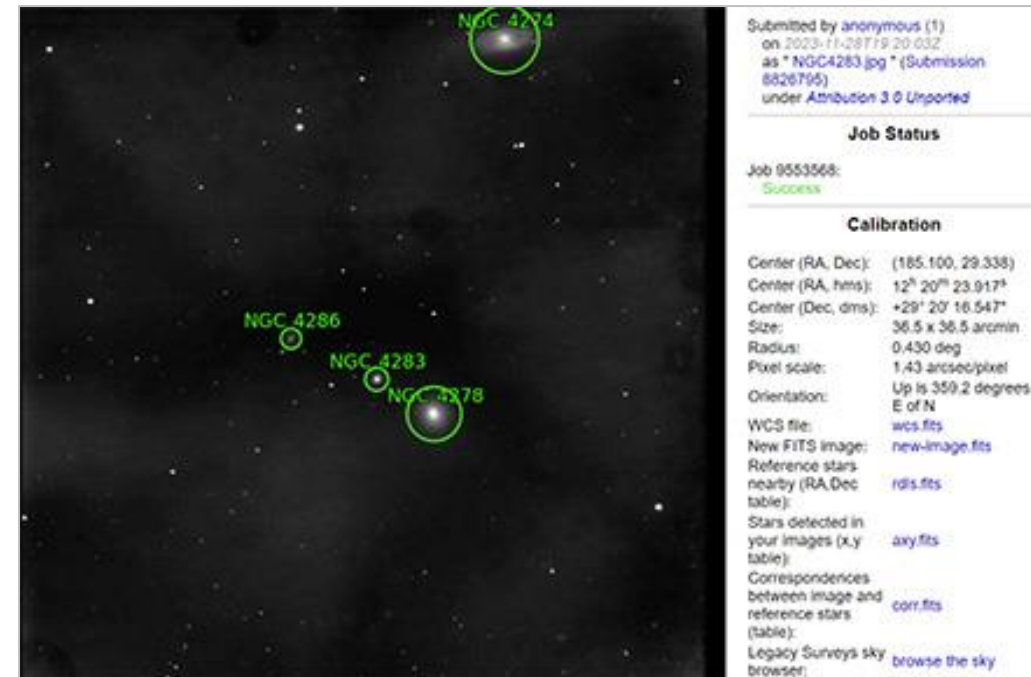 NGC 4274
NGC 4286
NGC 4283
NGC 4278
Submitted by anonymous (1)
on 2023-11-28T19:20:03Z
as " NGC4283.jpg " (Submission
8826795)
under Attribution 3.0 Unported
Job Status
Job 9553568:
Success
Calibration
Center (RA, Dec): (185.100, 29.338)
Center (RA, hms): 12h 20m 23.917s
Center (Dec, dms): +29° 20' 16.547"
Size: 36.5 x 36.5 arcmin
Radius: 0.430 deg
Pixel scale: 1.43 arcsec/pixel
Orientation: Up is 359.2 degrees
E of N
WCS file: wcs.fits
New FITS image: new-image.fits
Reference stars
nearby (RA,Dec rdls.fits
table):
Stars detected in
your images (x,y axy.fits
table):
Correspondences
between image and
reference stars corr.fits
(table):
Legacy Surveys sky
browser: browse the sky